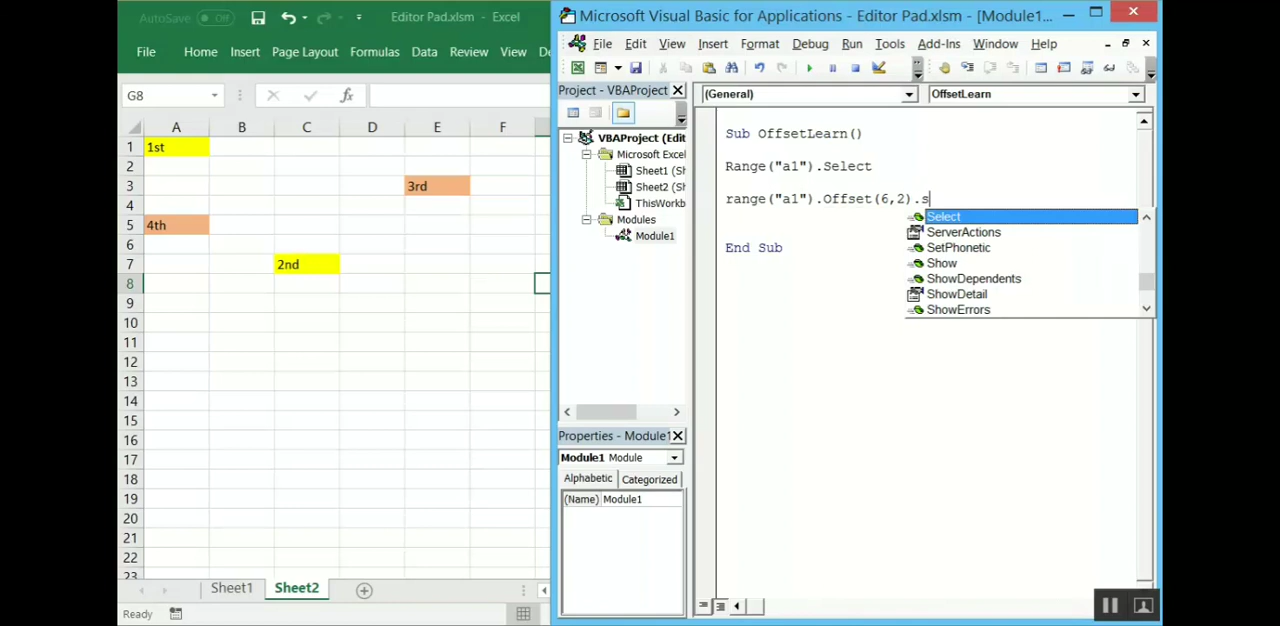 AutoSave Off Editor Pad.xlsm - Excel
File Home Insert Page Layout Formulas Data Review View De
G8 fx
A B C D E F
1 1st
2
3 3rd
4
5 4th
6
7 2nd
8
9
10
11
12
13
14
15
16
17
18
19
20
21
22
23
Sheet1 Sheet2
Ready
Microsoft Visual Basic for Applications - Editor Pad.xlsm - [Module1...
File Edit View Insert Format Debug Run Tools Add-Ins Window Help
Project - VBAProject
VBAProject (Edit
Microsoft Excel
Sheet1 (Sh
Sheet2 (Sh
ThisWorkb
Modules
Module1
Properties - Module1
Module1 Module
Alphabetic Categorized
(Name) Module1
(General) OffsetLearn
Sub OffsetLearn()
Range("a1").Select
range("a1").Offset(6,2).s
Select
ServerActions
SetPhonetic
Show
ShowDependents
ShowDetail
ShowErrors
End Sub